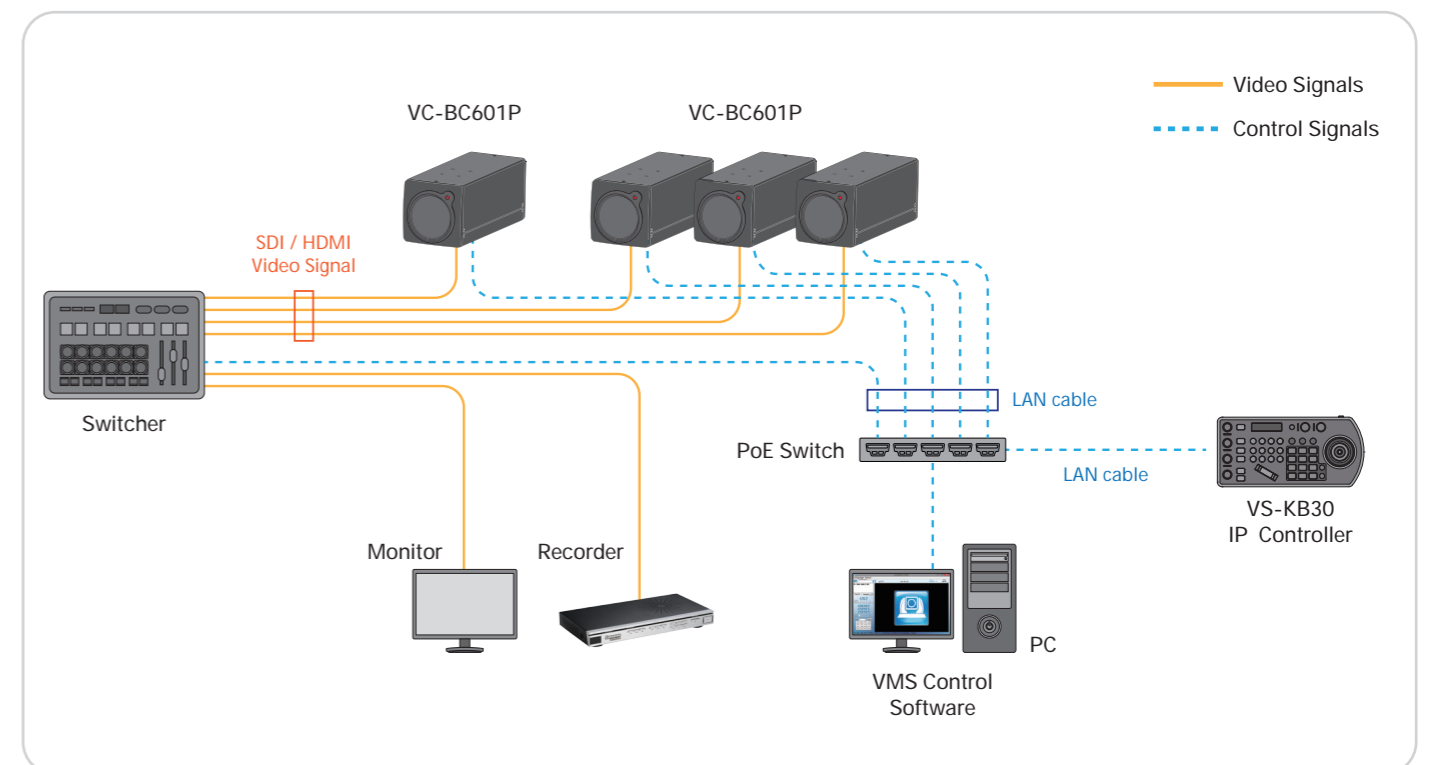 Video Signals
Control Signals
VC-BC601P
VC-BC601P
SDI / HDMI
Video Signal
Switcher
LAN cable
PoE Switch
LAN cable
VS-KB30
IP Controller
Monitor
Recorder
PC
VMS Control
Software